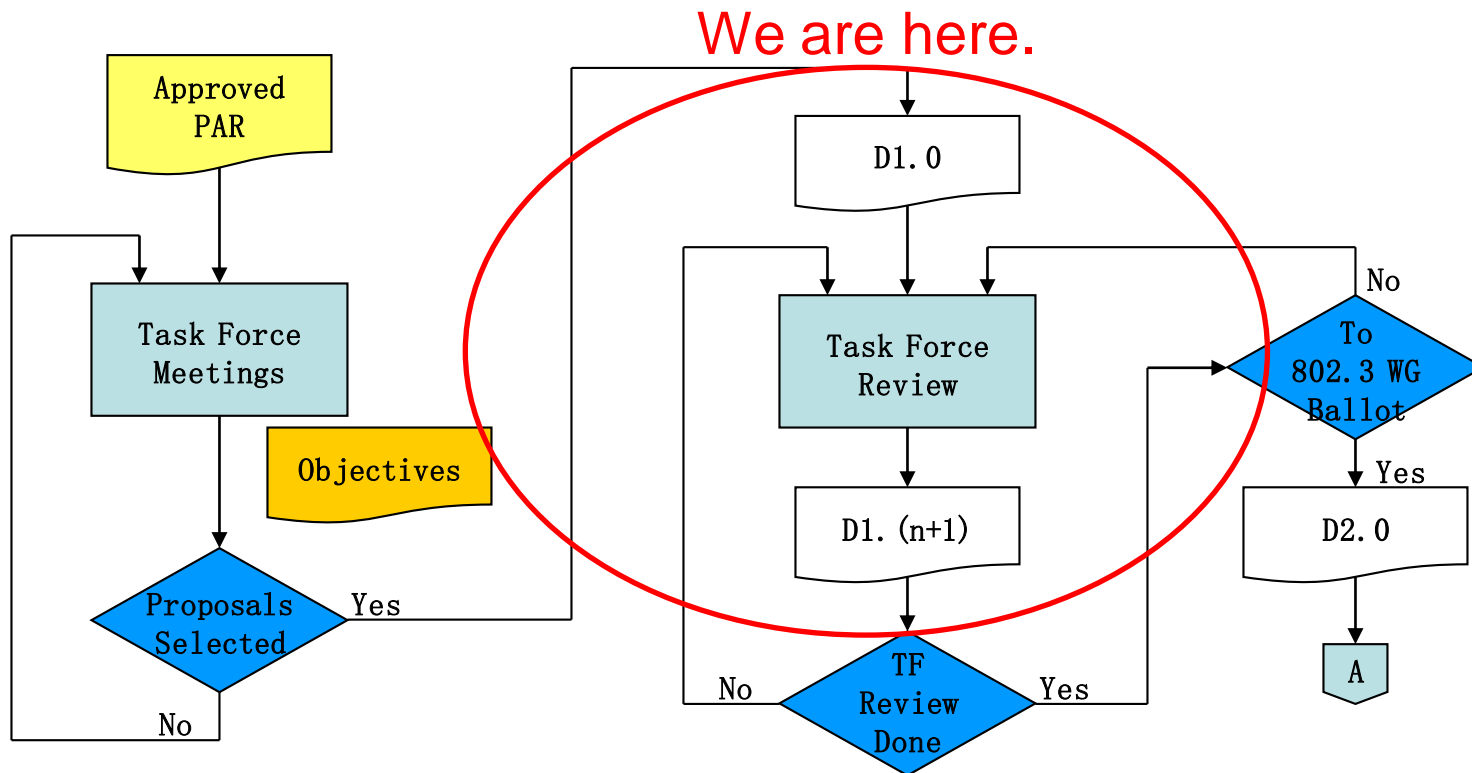 We are here.
Approved
PAR
Task Force
Meetings
Objectives
Proposals
Selected
Yes
No
D1.0
Task Force
Review
D1.(n+1)
TF
Review
Done
No
Yes
To
802.3 WG
Ballot
No
Yes
D2.0
A